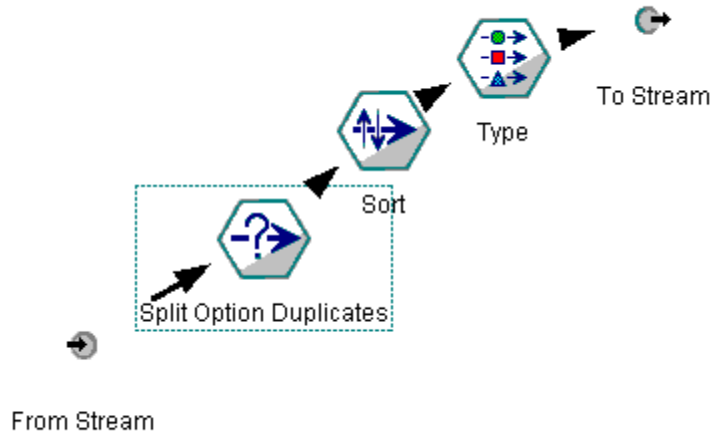 To Stream
Type
Sort
Split Option Duplicates
From Stream